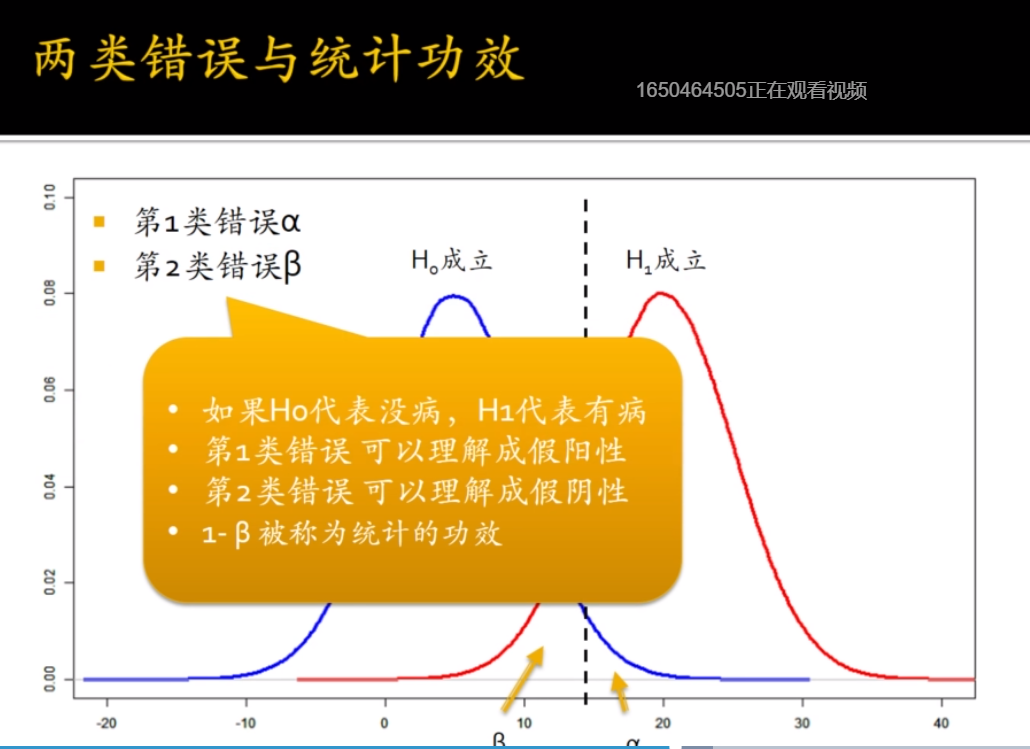 两类错误与统计功效
1650464505正在观看视频
第1类错误α
第2类错误β
H0成立
H1成立
如果H0代表没病，H1代表有病
第1类错误 可以理解成假阳性
第2类错误 可以理解成假阴性
1- β 被称为统计的功效
0.10
0.08
0.06
0.04
0.02
0.00
-20
-10
0
10
20
30
40
β
α